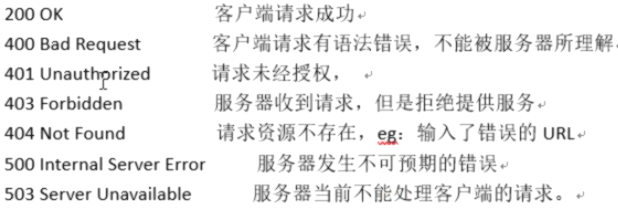 200 OK 客户端请求成功
400 Bad Request 客户端请求有语法错误，不能被服务器所理解
401 Unauthorized 请求未经授权，
403 Forbidden 服务器收到请求，但是拒绝提供服务
404 Not Found 请求资源不存在，eg：输入了错误的 URL
500 Internal Server Error 服务器发生不可预期的错误
503 Server Unavailable 服务器当前不能处理客户端的请求。